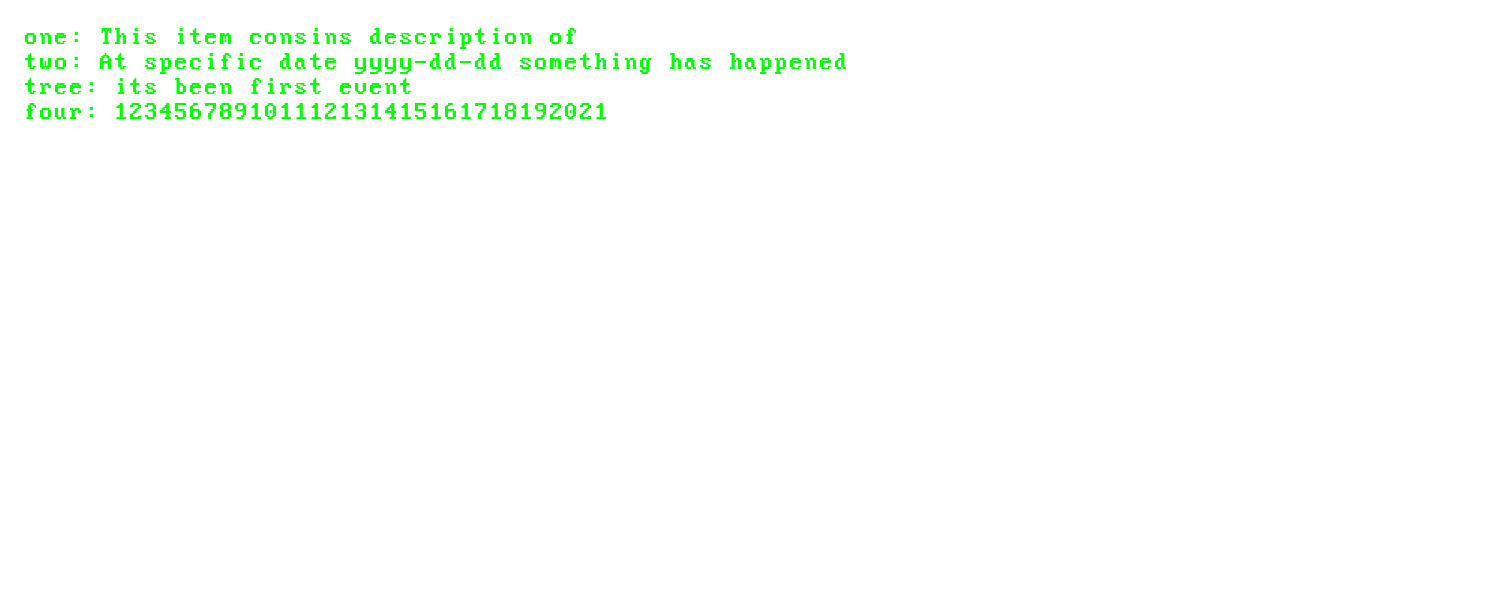 one: This item consins description of
two: At specific date yyyy-dd-dd something has happened
tree: its been first event
four: 123456789101112131415161718192021